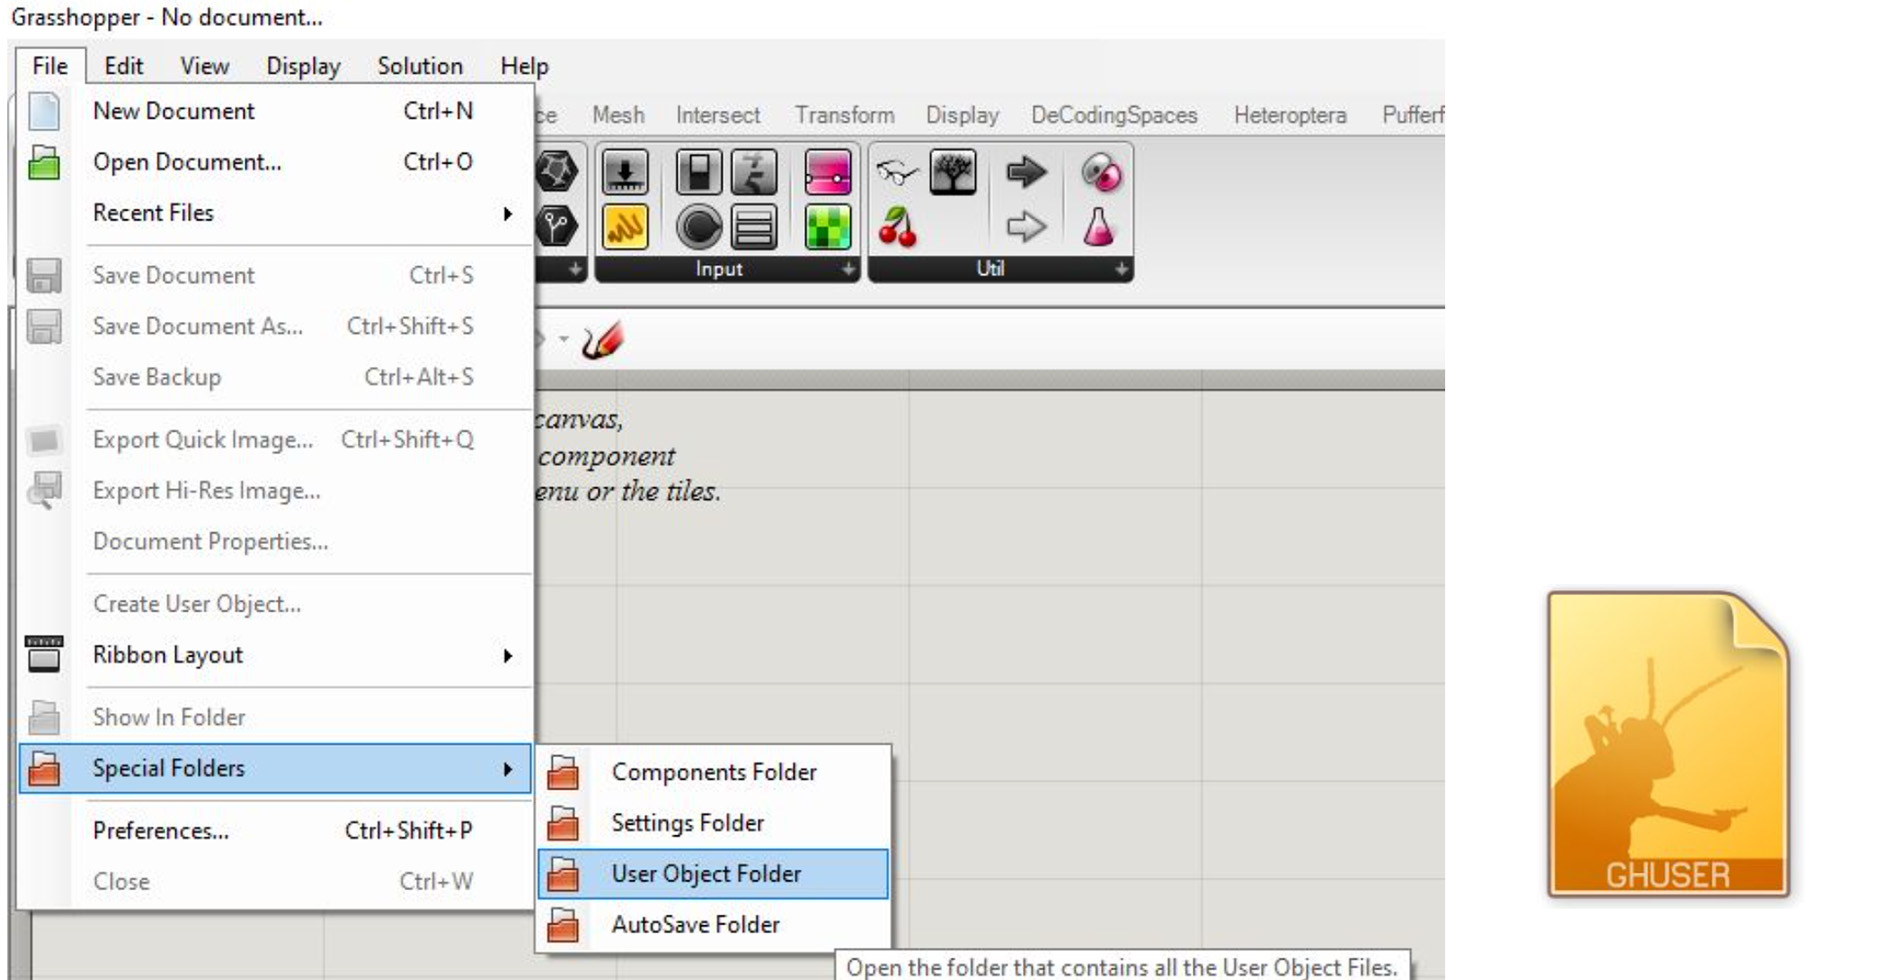 Grasshopper - No document...
File Edit View Display Solution Help
New Document Ctrl+N
Open Document... Ctrl+O
Recent Files
Save Document Ctrl+S
Save Document As... Ctrl+Shift+S
Save Backup Ctrl+Alt+S
Export Quick Image... Ctrl+Shift+Q
Export Hi-Res Image...
Document Properties...
Create User Object...
Ribbon Layout
Show In Folder
Special Folders
Preferences... Ctrl+Shift+P
Close Ctrl+W
Components Folder
Settings Folder
User Object Folder
AutoSave Folder
Open the folder that contains all the User Object Files.
ce Mesh Intersect Transform Display DeCodingSpaces Heteroptera Pufferf
Input Util
canvas,
component
enu or the tiles.
GHUSER